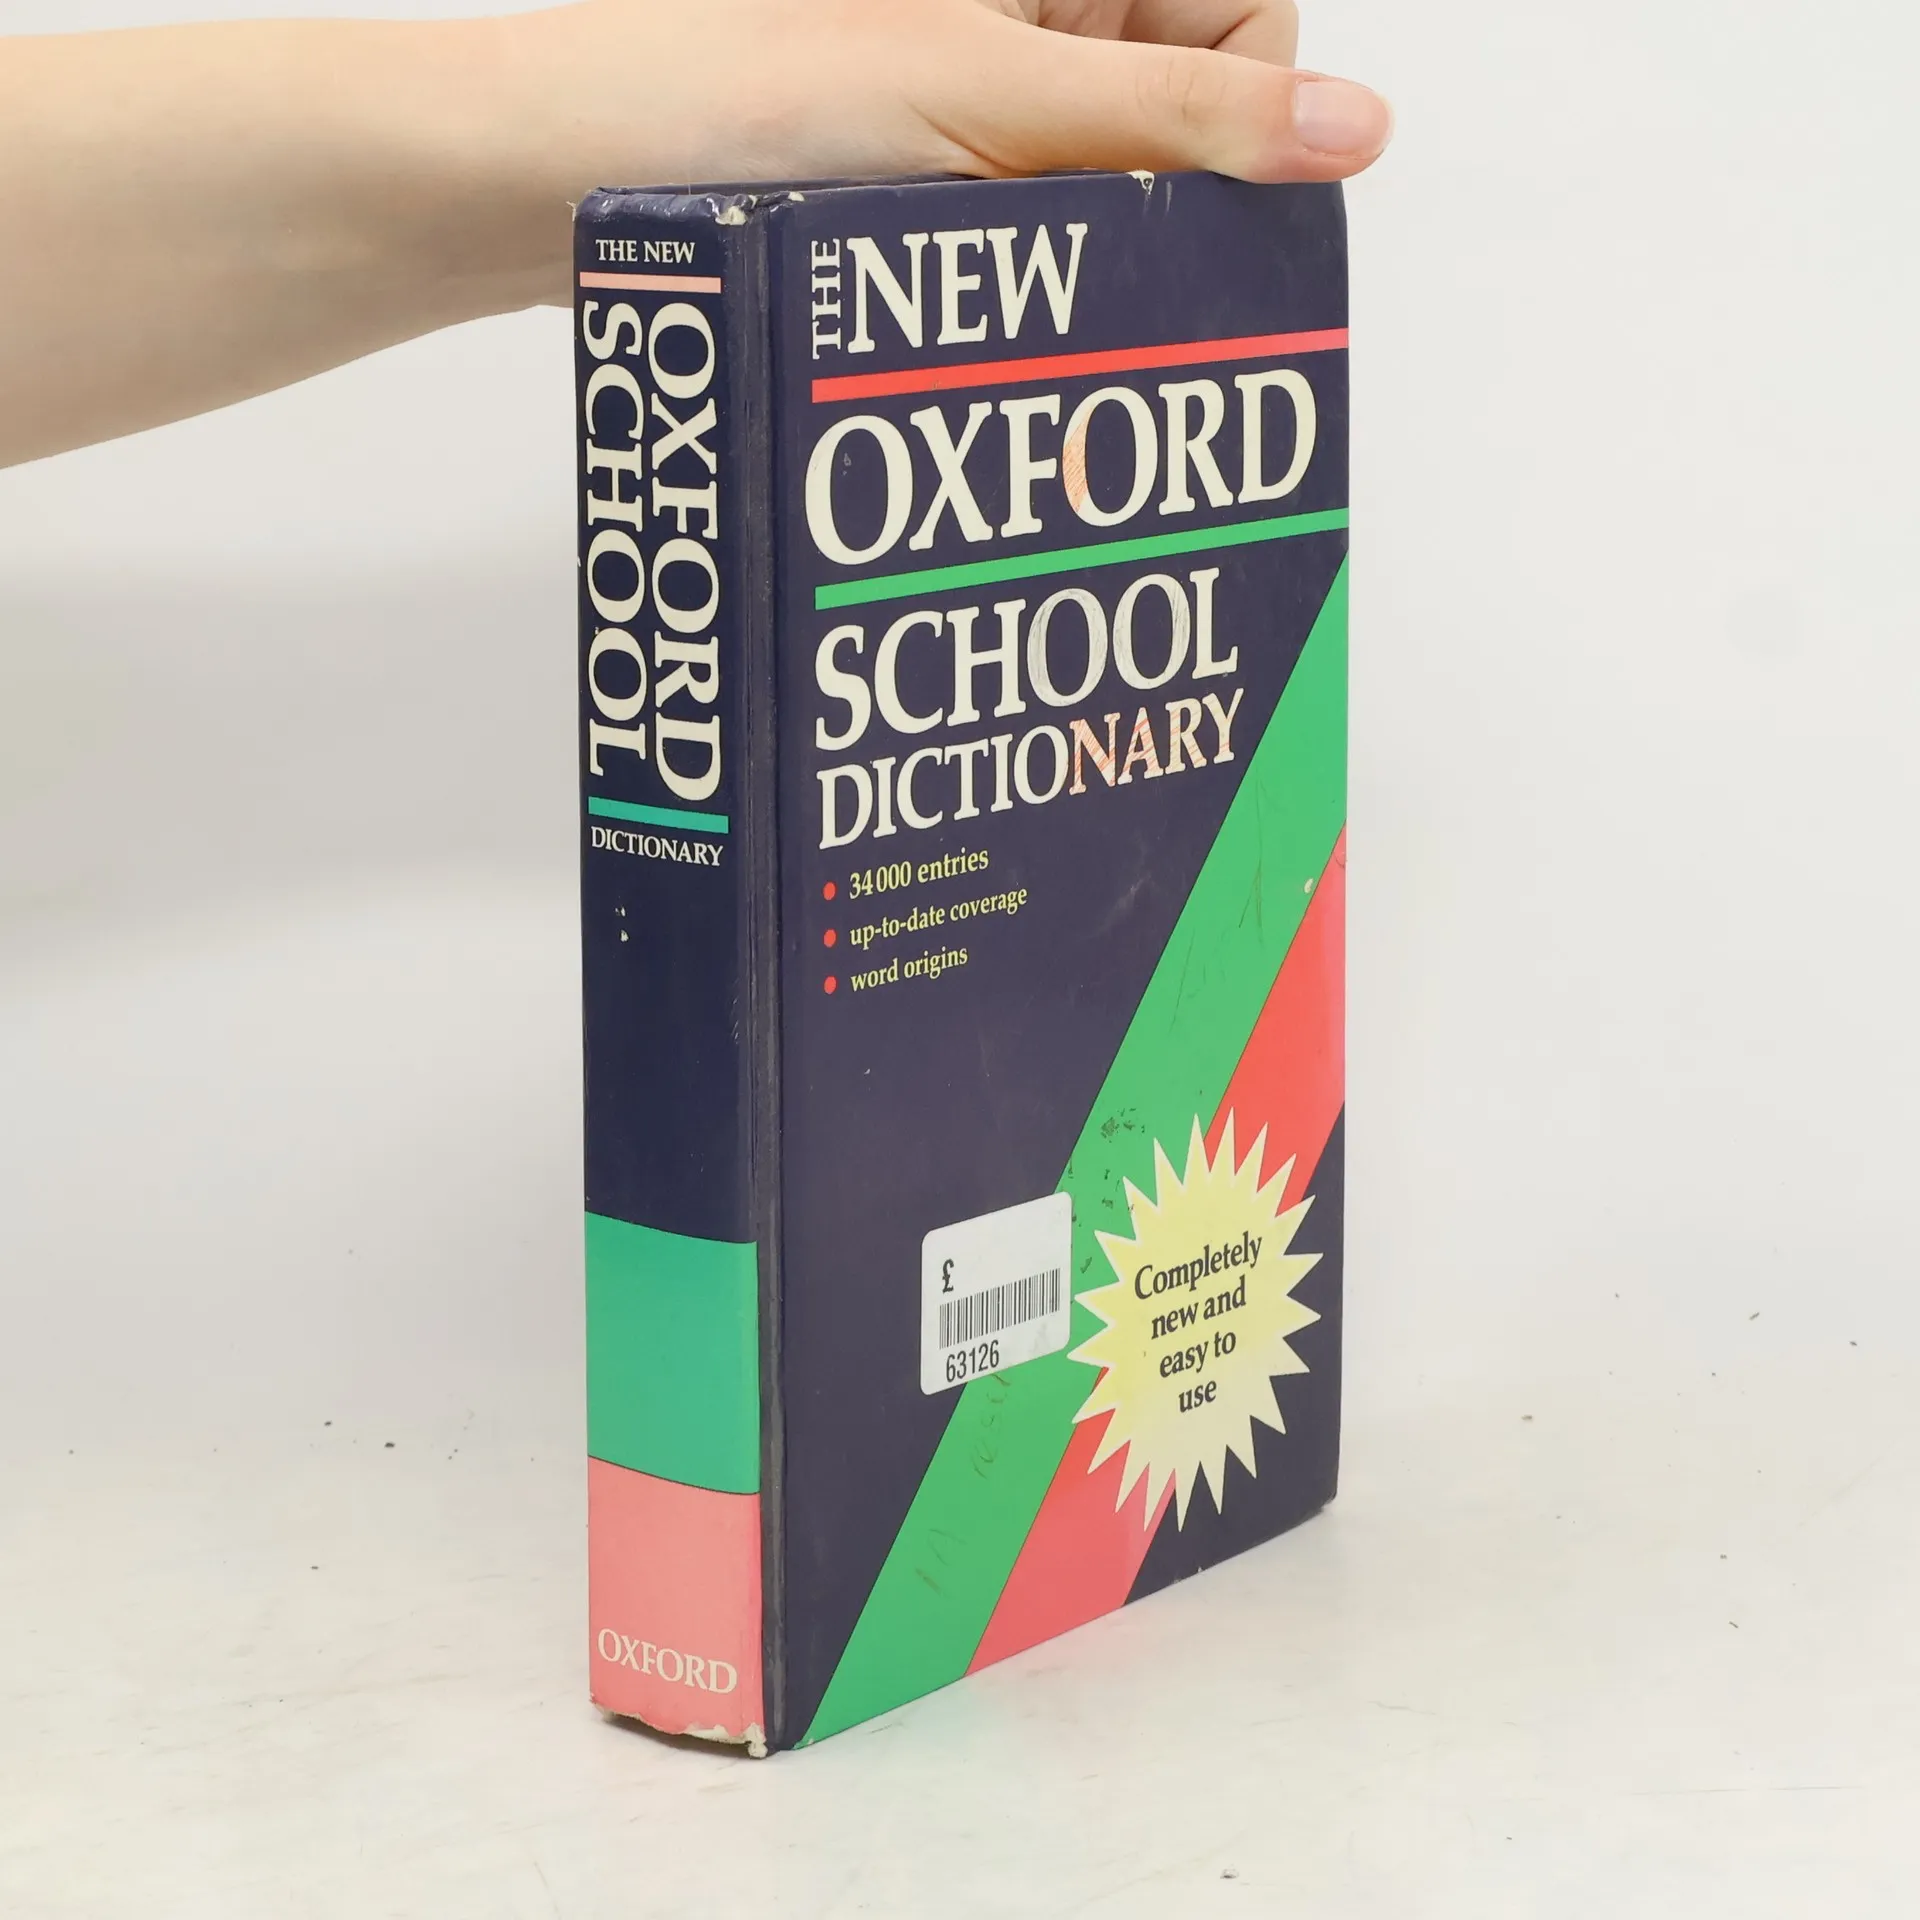 THE NEW
OXFORD
SCHOOL
DICTIONARY
OXFORD
THE NEW
OXFORD
SCHOOL
DICTIONARY
34 000 entries
up-to-date coverage
word origins
£
63126
Completely
new and
easy to
use